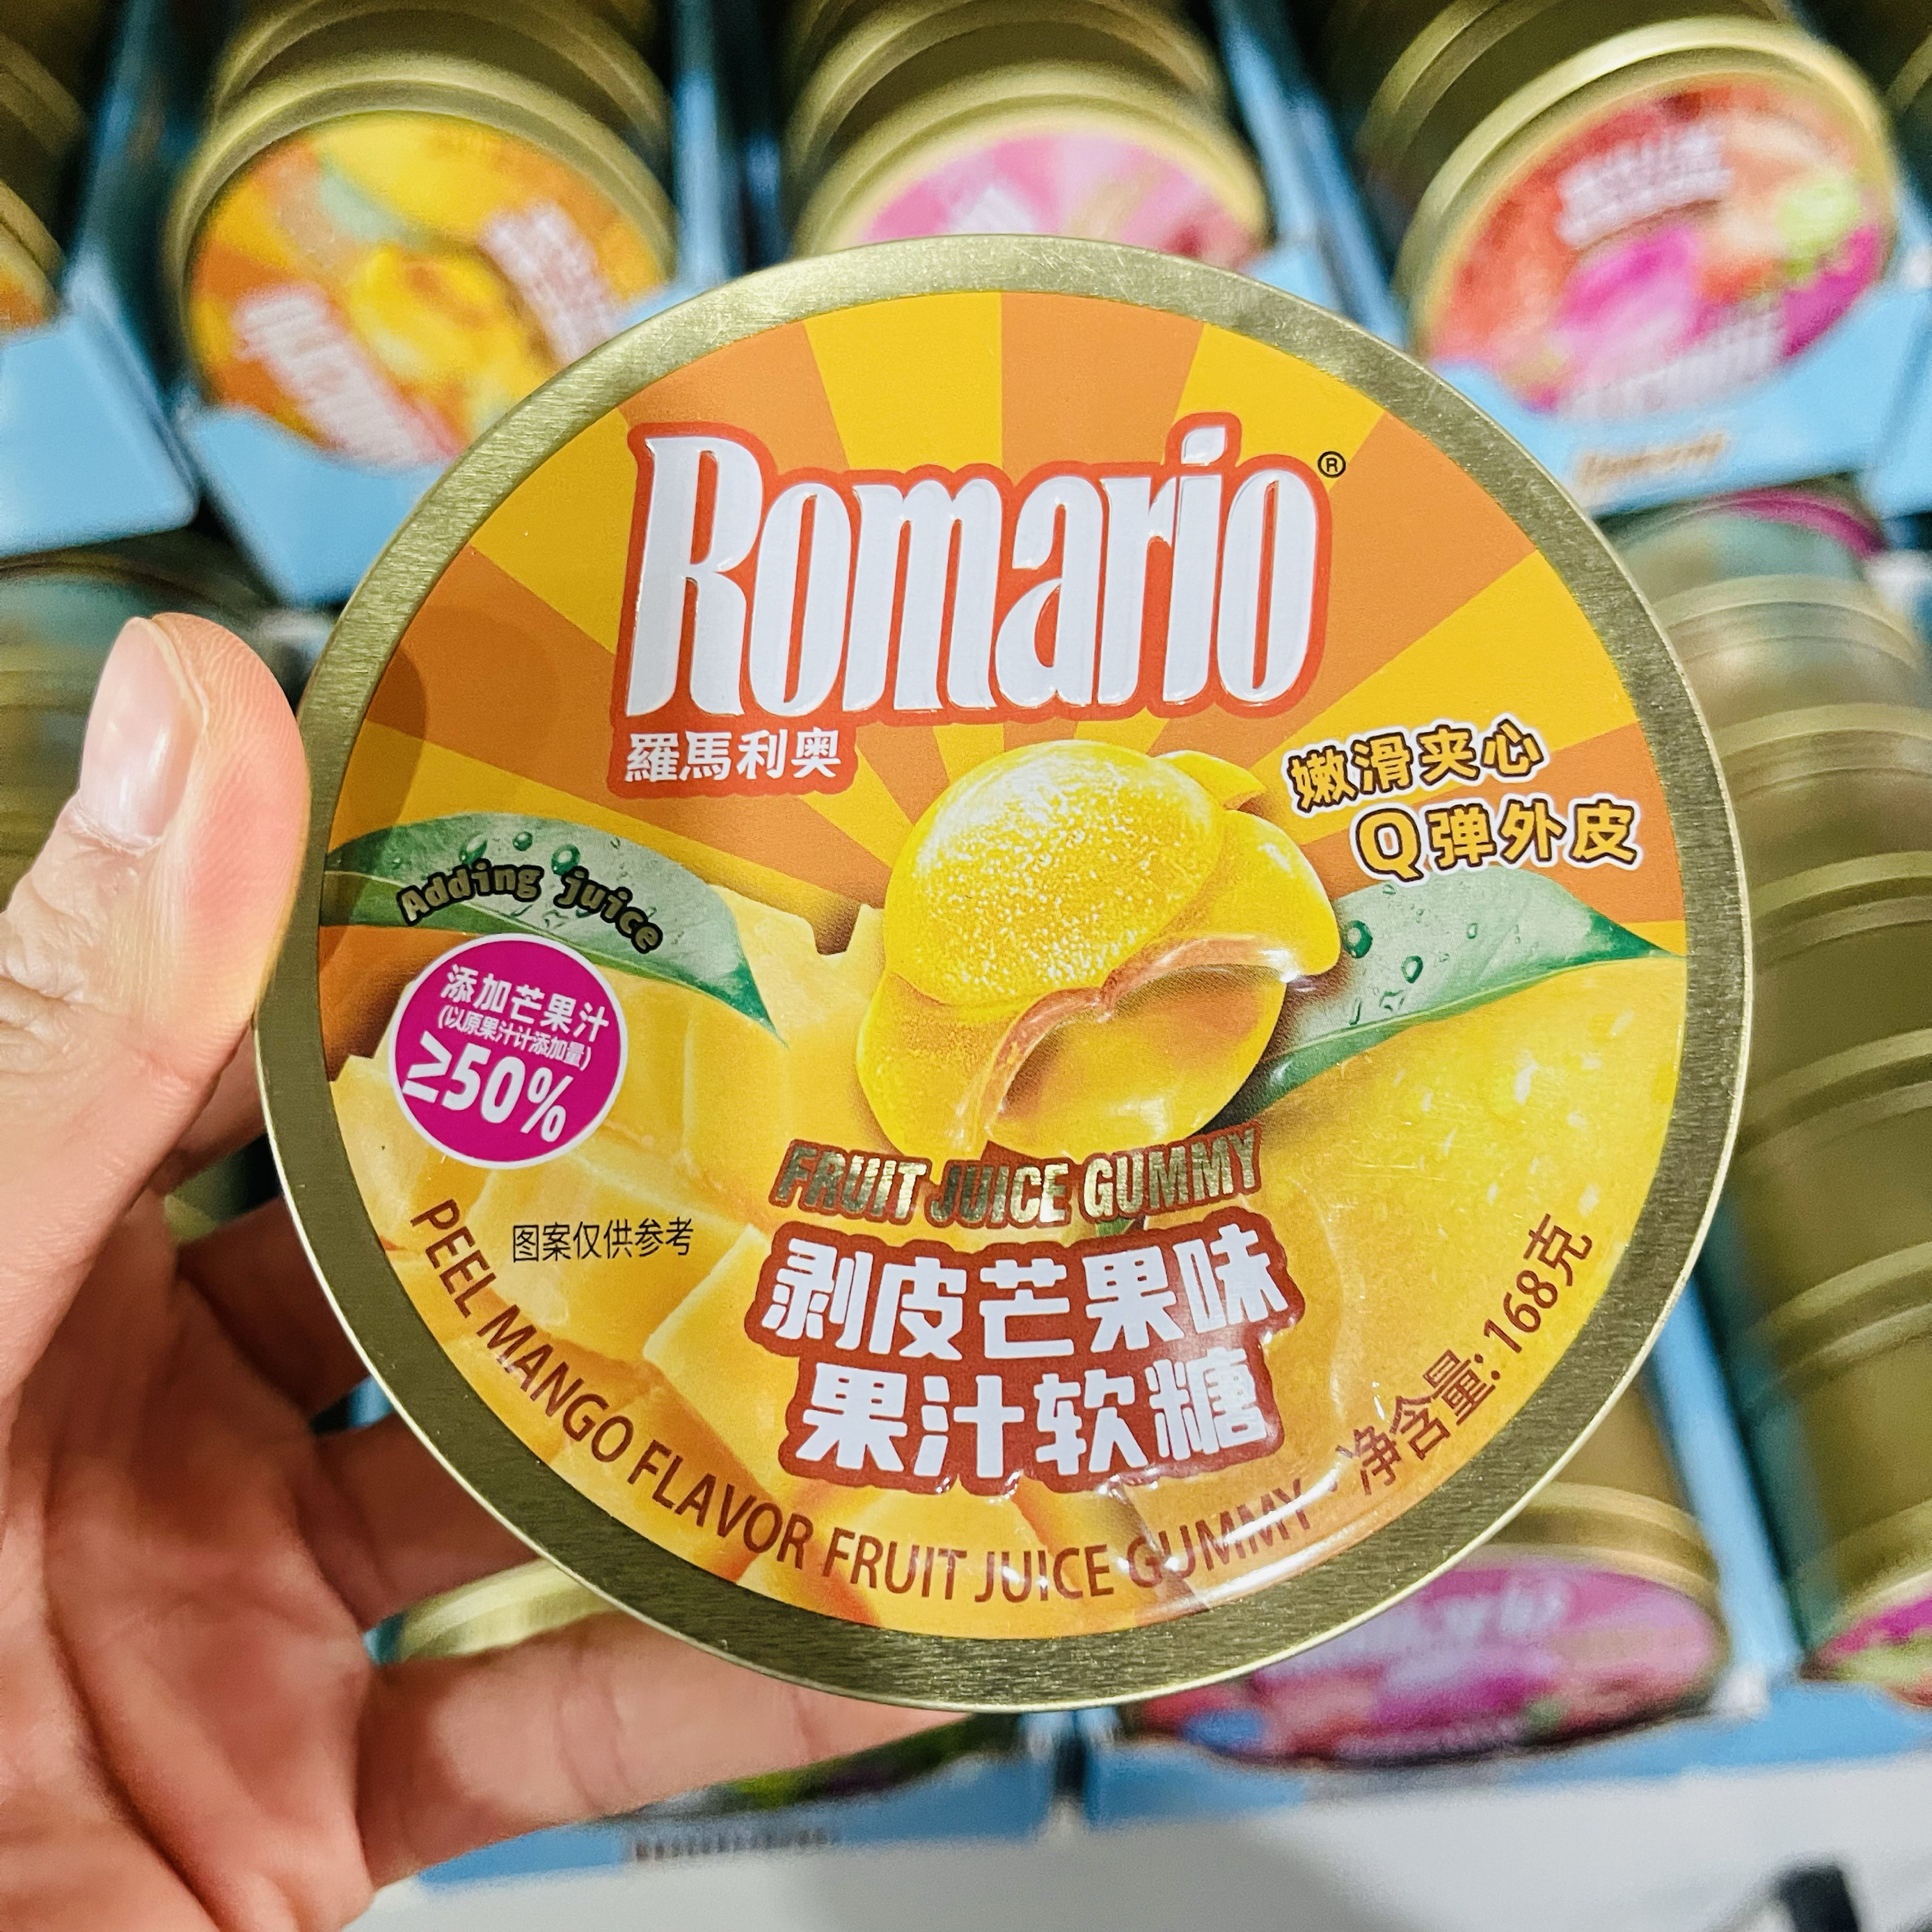 Romario®
羅馬利奥
嫩滑夹心
Q弹外皮
Adding juice
添加芒果汁
(以原果汁计添加量)
≥50%
FRUIT JUICE GUMMY
图案仅供参考
剥皮芒果味
果汁软糖
PEEL MANGO FLAVOR FRUIT JUICE GUMMY
净含量:168克